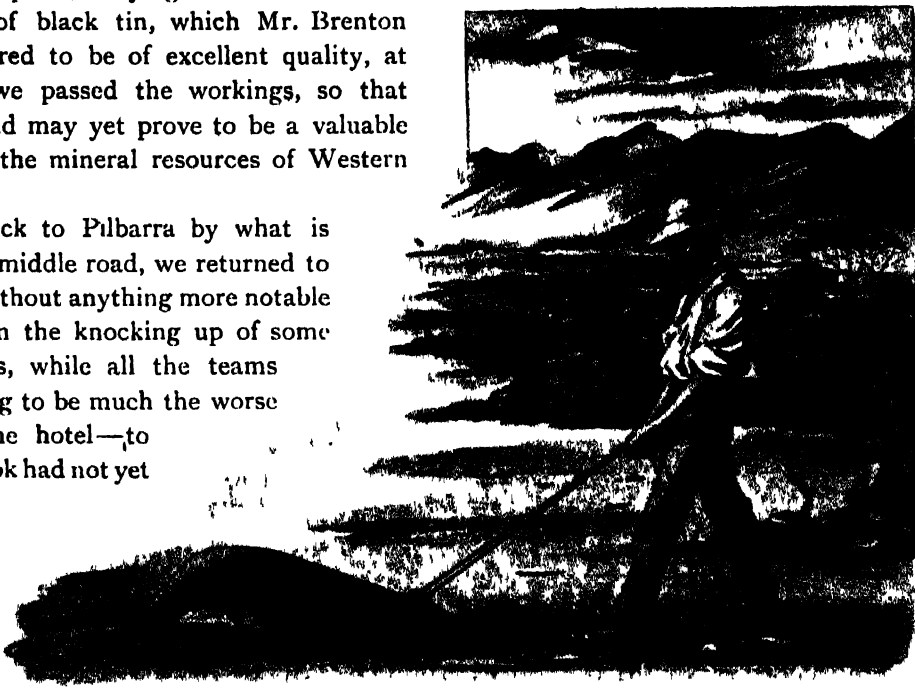 of black tin, which Mr. Brenton
red to be of excellent quality, at
we passed the workings, so that
d may yet prove to be a valuable
the mineral resources of Western
ck to Pilbarra by what is
middle road, we returned to
thout anything more notable
n the knocking up of some
s, while all the teams
g to be much the worse
ne hotel—to
ok had not yet